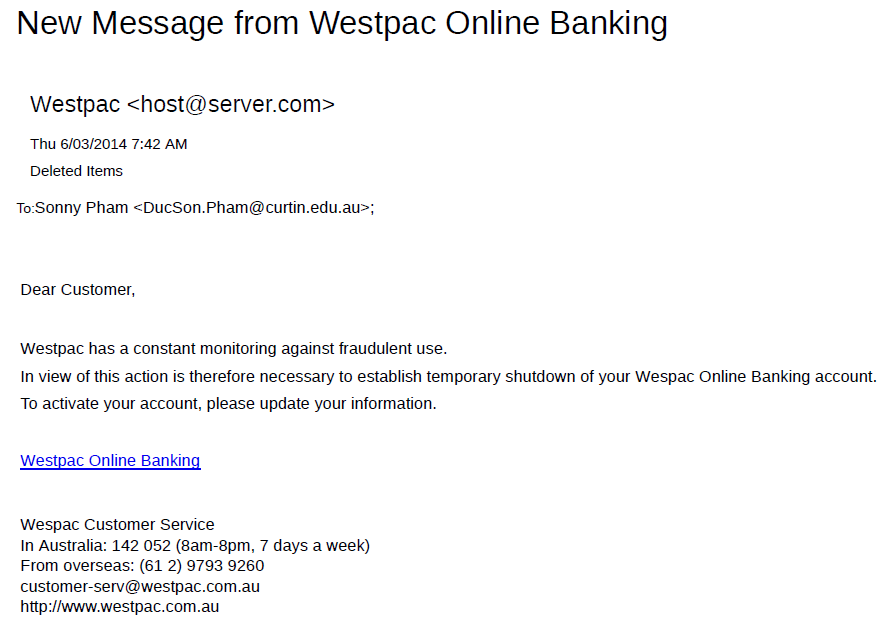 New Message from Westpac Online Banking
Westpac <host@server.com>
Thu 6/03/2014 7:42 AM
Deleted Items
To:Sonny Pham <DucSon.Pham@curtin.edu.au>;
Dear Customer,
Westpac has a constant monitoring against fraudulent use.
In view of this action is therefore necessary to establish temporary shutdown of your Wespac Online Banking account.
To activate your account, please update your information.
Westpac Online Banking
Wespac Customer Service
In Australia: 142 052 (8am-8pm, 7 days a week)
From overseas: (61 2) 9793 9260
customer-serv@westpac.com.au
http://www.westpac.com.au